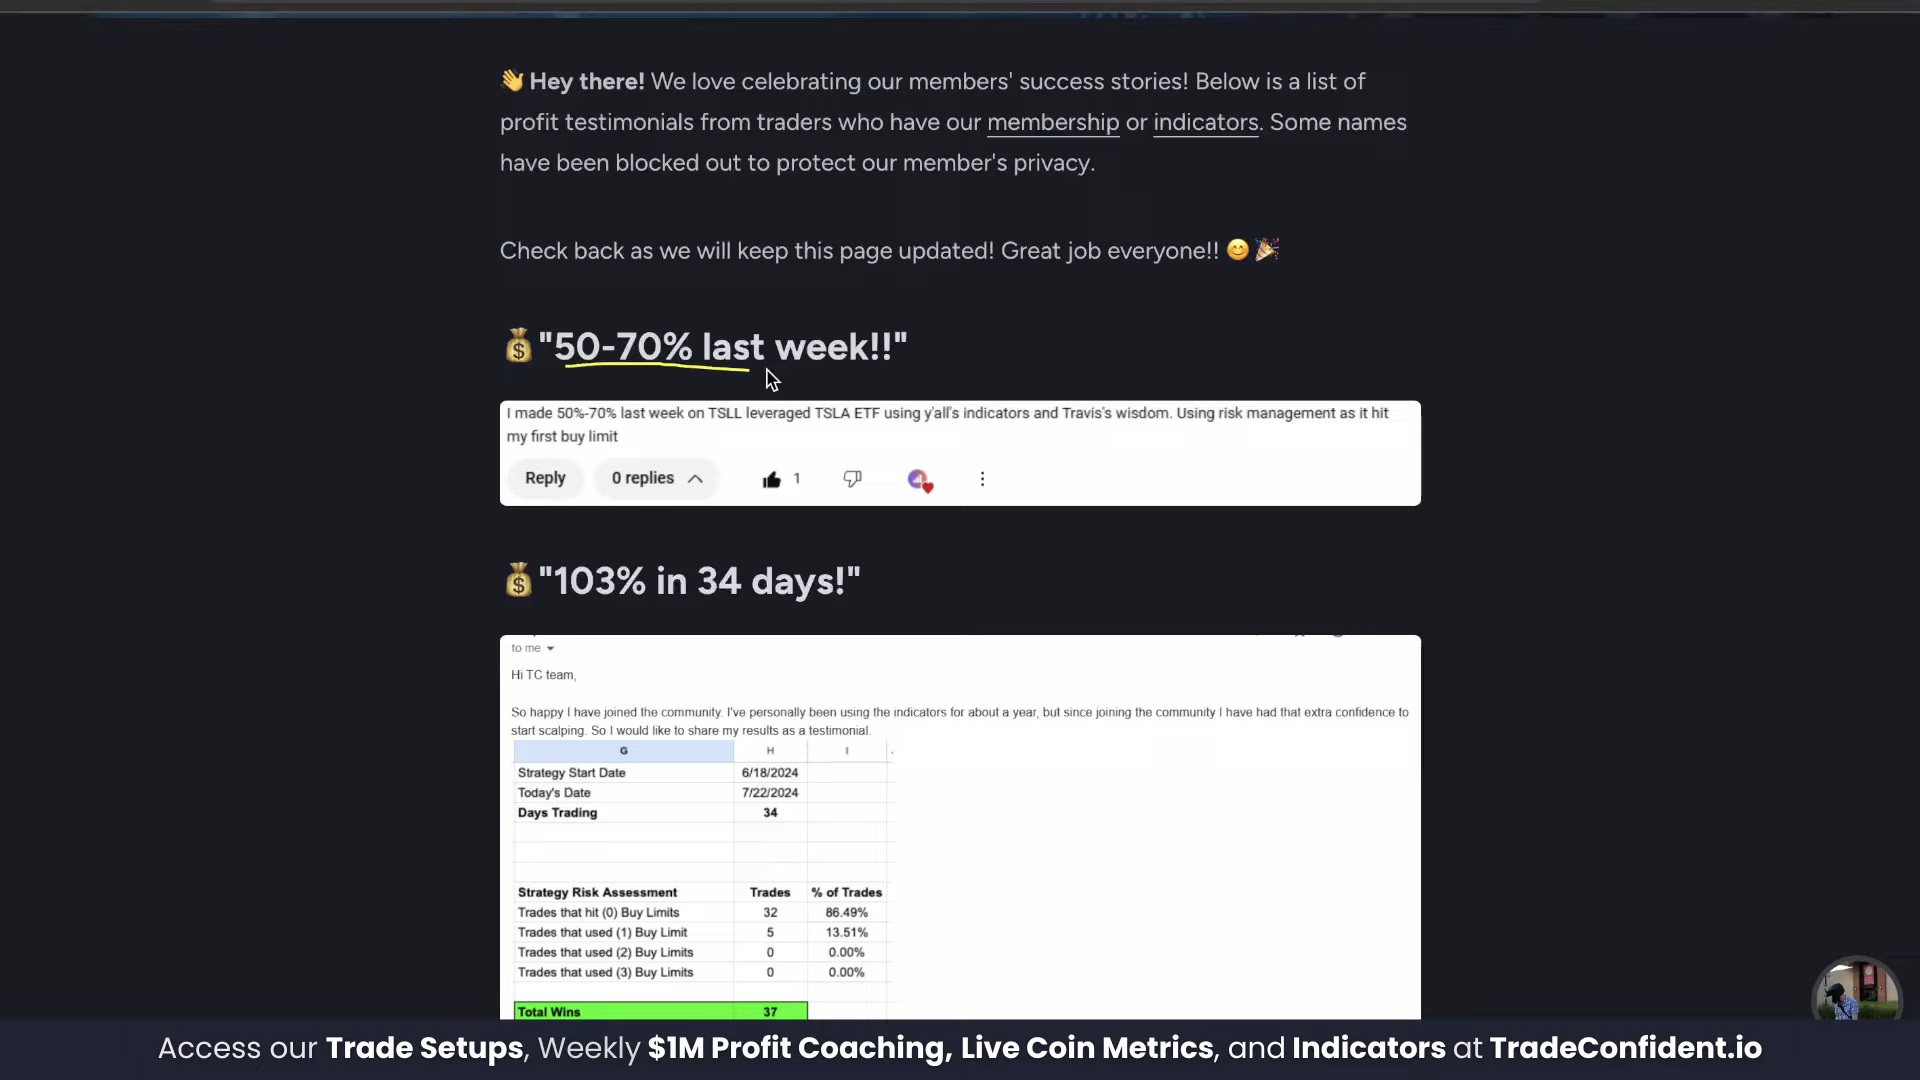 👋 Hey there! We love celebrating our members' success stories! Below is a list of
profit testimonials from traders who have our membership or indicators. Some names
have been blocked out to protect our member's privacy.
Check back as we will keep this page updated! Great job everyone!! 😊 🎉
💰"50-70% last week!!"
I made 50%-70% last week on TSLL leveraged TSLA ETF using y'all's indicators and Travis's wisdom. Using risk management as it hit
my first buy limit
Reply 0 replies 1
💰"103% in 34 days!"
to me
Hi TC team,
So happy I have joined the community. I've personally been using the indicators for about a year, but since joining the community I have had that extra confidence to
start scalping. So I would like to share my results as a testimonial.
G H I
Strategy Start Date 6/18/2024
Today's Date 7/22/2024
Days Trading 34
Strategy Risk Assessment Trades % of Trades
Trades that hit (0) Buy Limits 32 86.49%
Trades that used (1) Buy Limit 5 13.51%
Trades that used (2) Buy Limits 0 0.00%
Trades that used (3) Buy Limits 0 0.00%
Total Wins 37
Access our Trade Setups, Weekly $1M Profit Coaching, Live Coin Metrics, and Indicators at TradeConfident.io